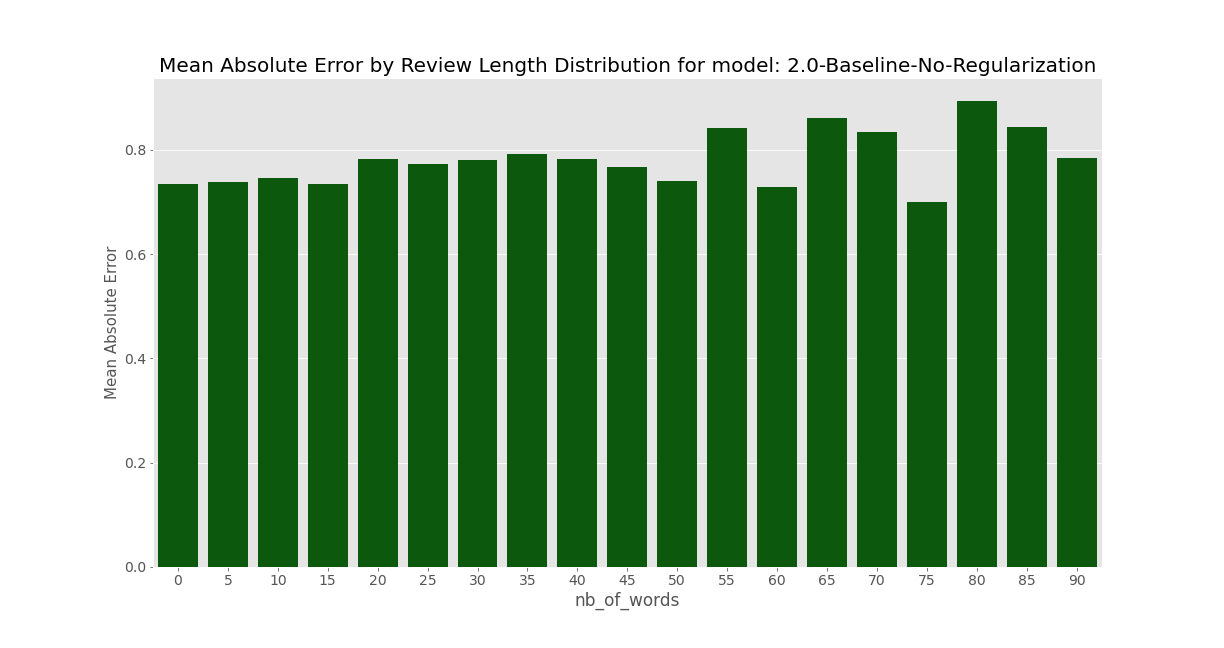 Mean Absolute Error by Review Length Distribution for model: 2.0-Baseline-No-Regularization
Mean Absolute Error
0.8
0.6
0.4
0.2
0.0
0 5 10 15 20 25 30 35 40 45 50 55 60 65 70 75 80 85 90
nb_of_words